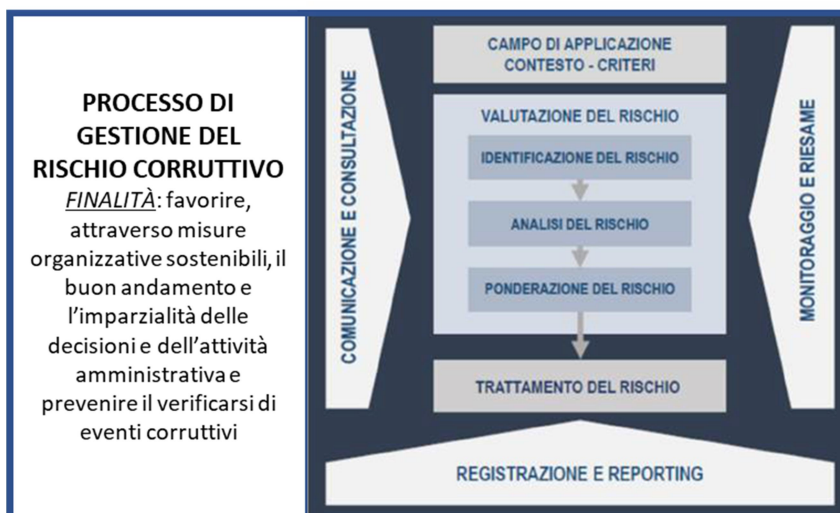 PROCESSO DI
GESTIONE DEL
RISCHIO CORRUTTIVO
FINALITÀ: favorire,
attraverso misure
organizzative sostenibili, il
buon andamento e
l'imparzialità delle
decisioni e dell'attività
amministrativa e
prevenire il verificarsi di
eventi corruttivi
COMUNICAZIONE E CONSULTAZIONE
CAMPO DI APPLICAZIONE
CONTESTO - CRITERI
VALUTAZIONE DEL RISCHIO
IDENTIFICAZIONE DEL RISCHIO
ANALISI DEL RISCHIO
PONDERAZIONE DEL RISCHIO
TRATTAMENTO DEL RISCHIO
MONITORAGGIO E RIESAME
REGISTRAZIONE E REPORTING